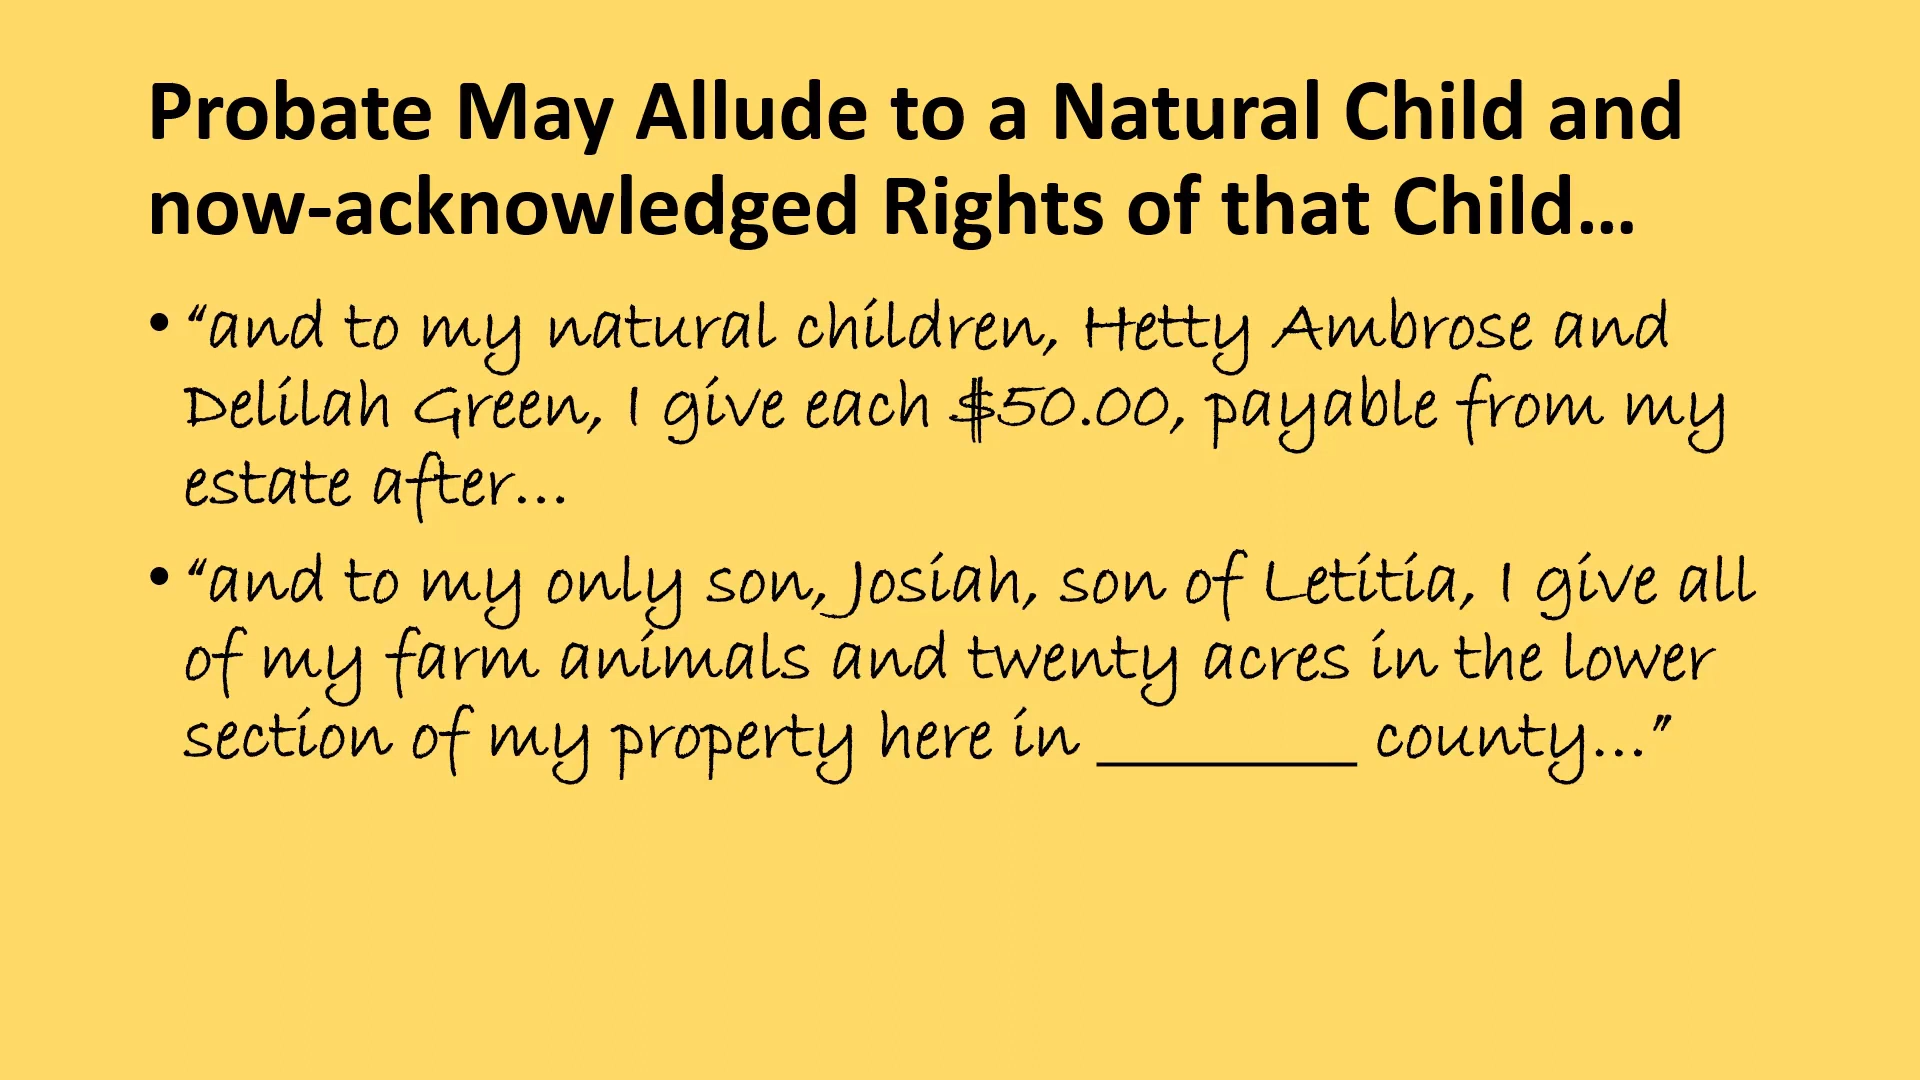 Probate May Allude to a Natural Child and
now-acknowledged Rights of that Child…
• “and to my natural children, Hetty Ambrose and
Delilah Green, I give each $50.00, payable from my
estate after…
• “and to my only son, Josiah, son of Letitia, I give all
of my farm animals and twenty acres in the lower
section of my property here in __________ county…”